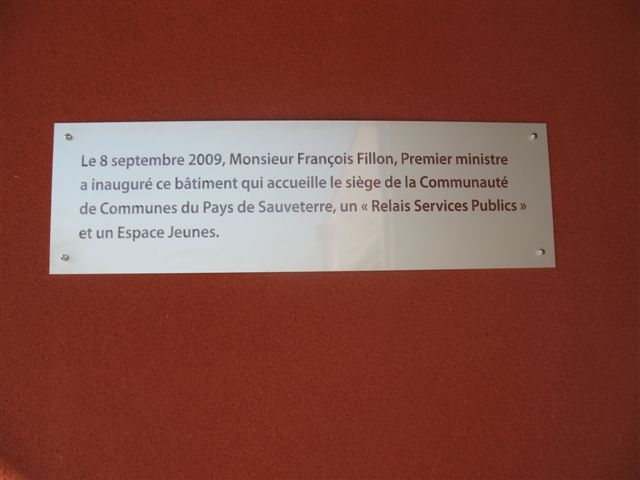 Le 8 septembre 2009, Monsieur François Fillon, Premier ministre
a inauguré ce bâtiment qui accueille le siège de la Communauté
de Communes du Pays de Sauveterre, un « Relais Services Publics »
et un Espace Jeunes.